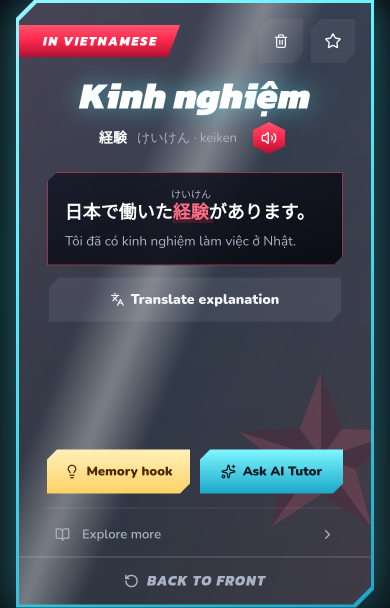 IN VIETNAMESE
Kinh nghiệm
経験 けいけん · keiken
けいけん
日本で働いた経験があります。
Tôi đã có kinh nghiệm làm việc ở Nhật.
Translate explanation
Memory hook
Ask AI Tutor
Explore more
BACK TO FRONT